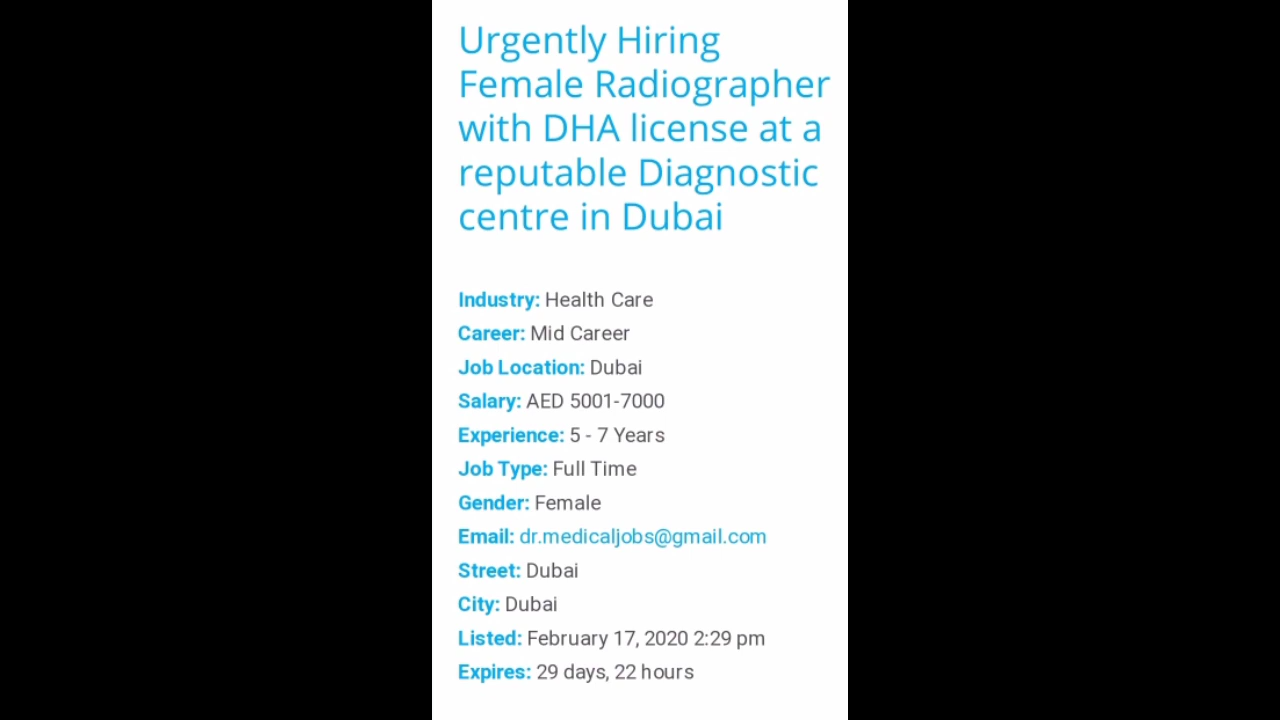 Urgently Hiring
Female Radiographer
with DHA license at a
reputable Diagnostic
centre in Dubai
Industry: Health Care
Career: Mid Career
Job Location: Dubai
Salary: AED 5001-7000
Experience: 5 - 7 Years
Job Type: Full Time
Gender: Female
Email: dr.medicaljobs@gmail.com
Street: Dubai
City: Dubai
Listed: February 17, 2020 2:29 pm
Expires: 29 days, 22 hours